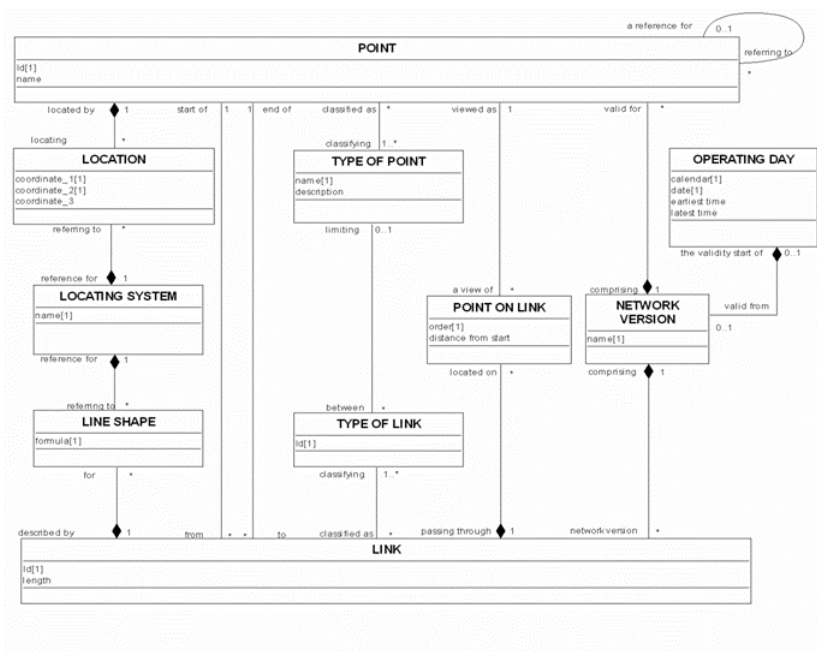 a reference for 0..1
POINT
referring to
Id[1]
name
*
located by 1 start of 1 1 end of classified as * viewed as 1 valid for *
locating * classifying 1..*
LOCATION TYPE OF POINT OPERATING DAY
coordinate_1[1] name[1] calendar[1]
coordinate_2[1] description date[1]
coordinate_3 earliest time
latest time
referring to * limiting 0..1
the validity start of 0..1
reference for 1 a view of * comprising 1
LOCATING SYSTEM POINT ON LINK NETWORK
VERSION
valid from
name[1] order[1] 0..1
distance from start name[1]
reference for 1 located on * comprising 1
referring to * between *
LINE SHAPE TYPE OF LINK
formula[1] Id[1]
for * classifying 1..*
described by 1 from * * to classified as * passing through 1 network version *
LINK
Id[1]
length